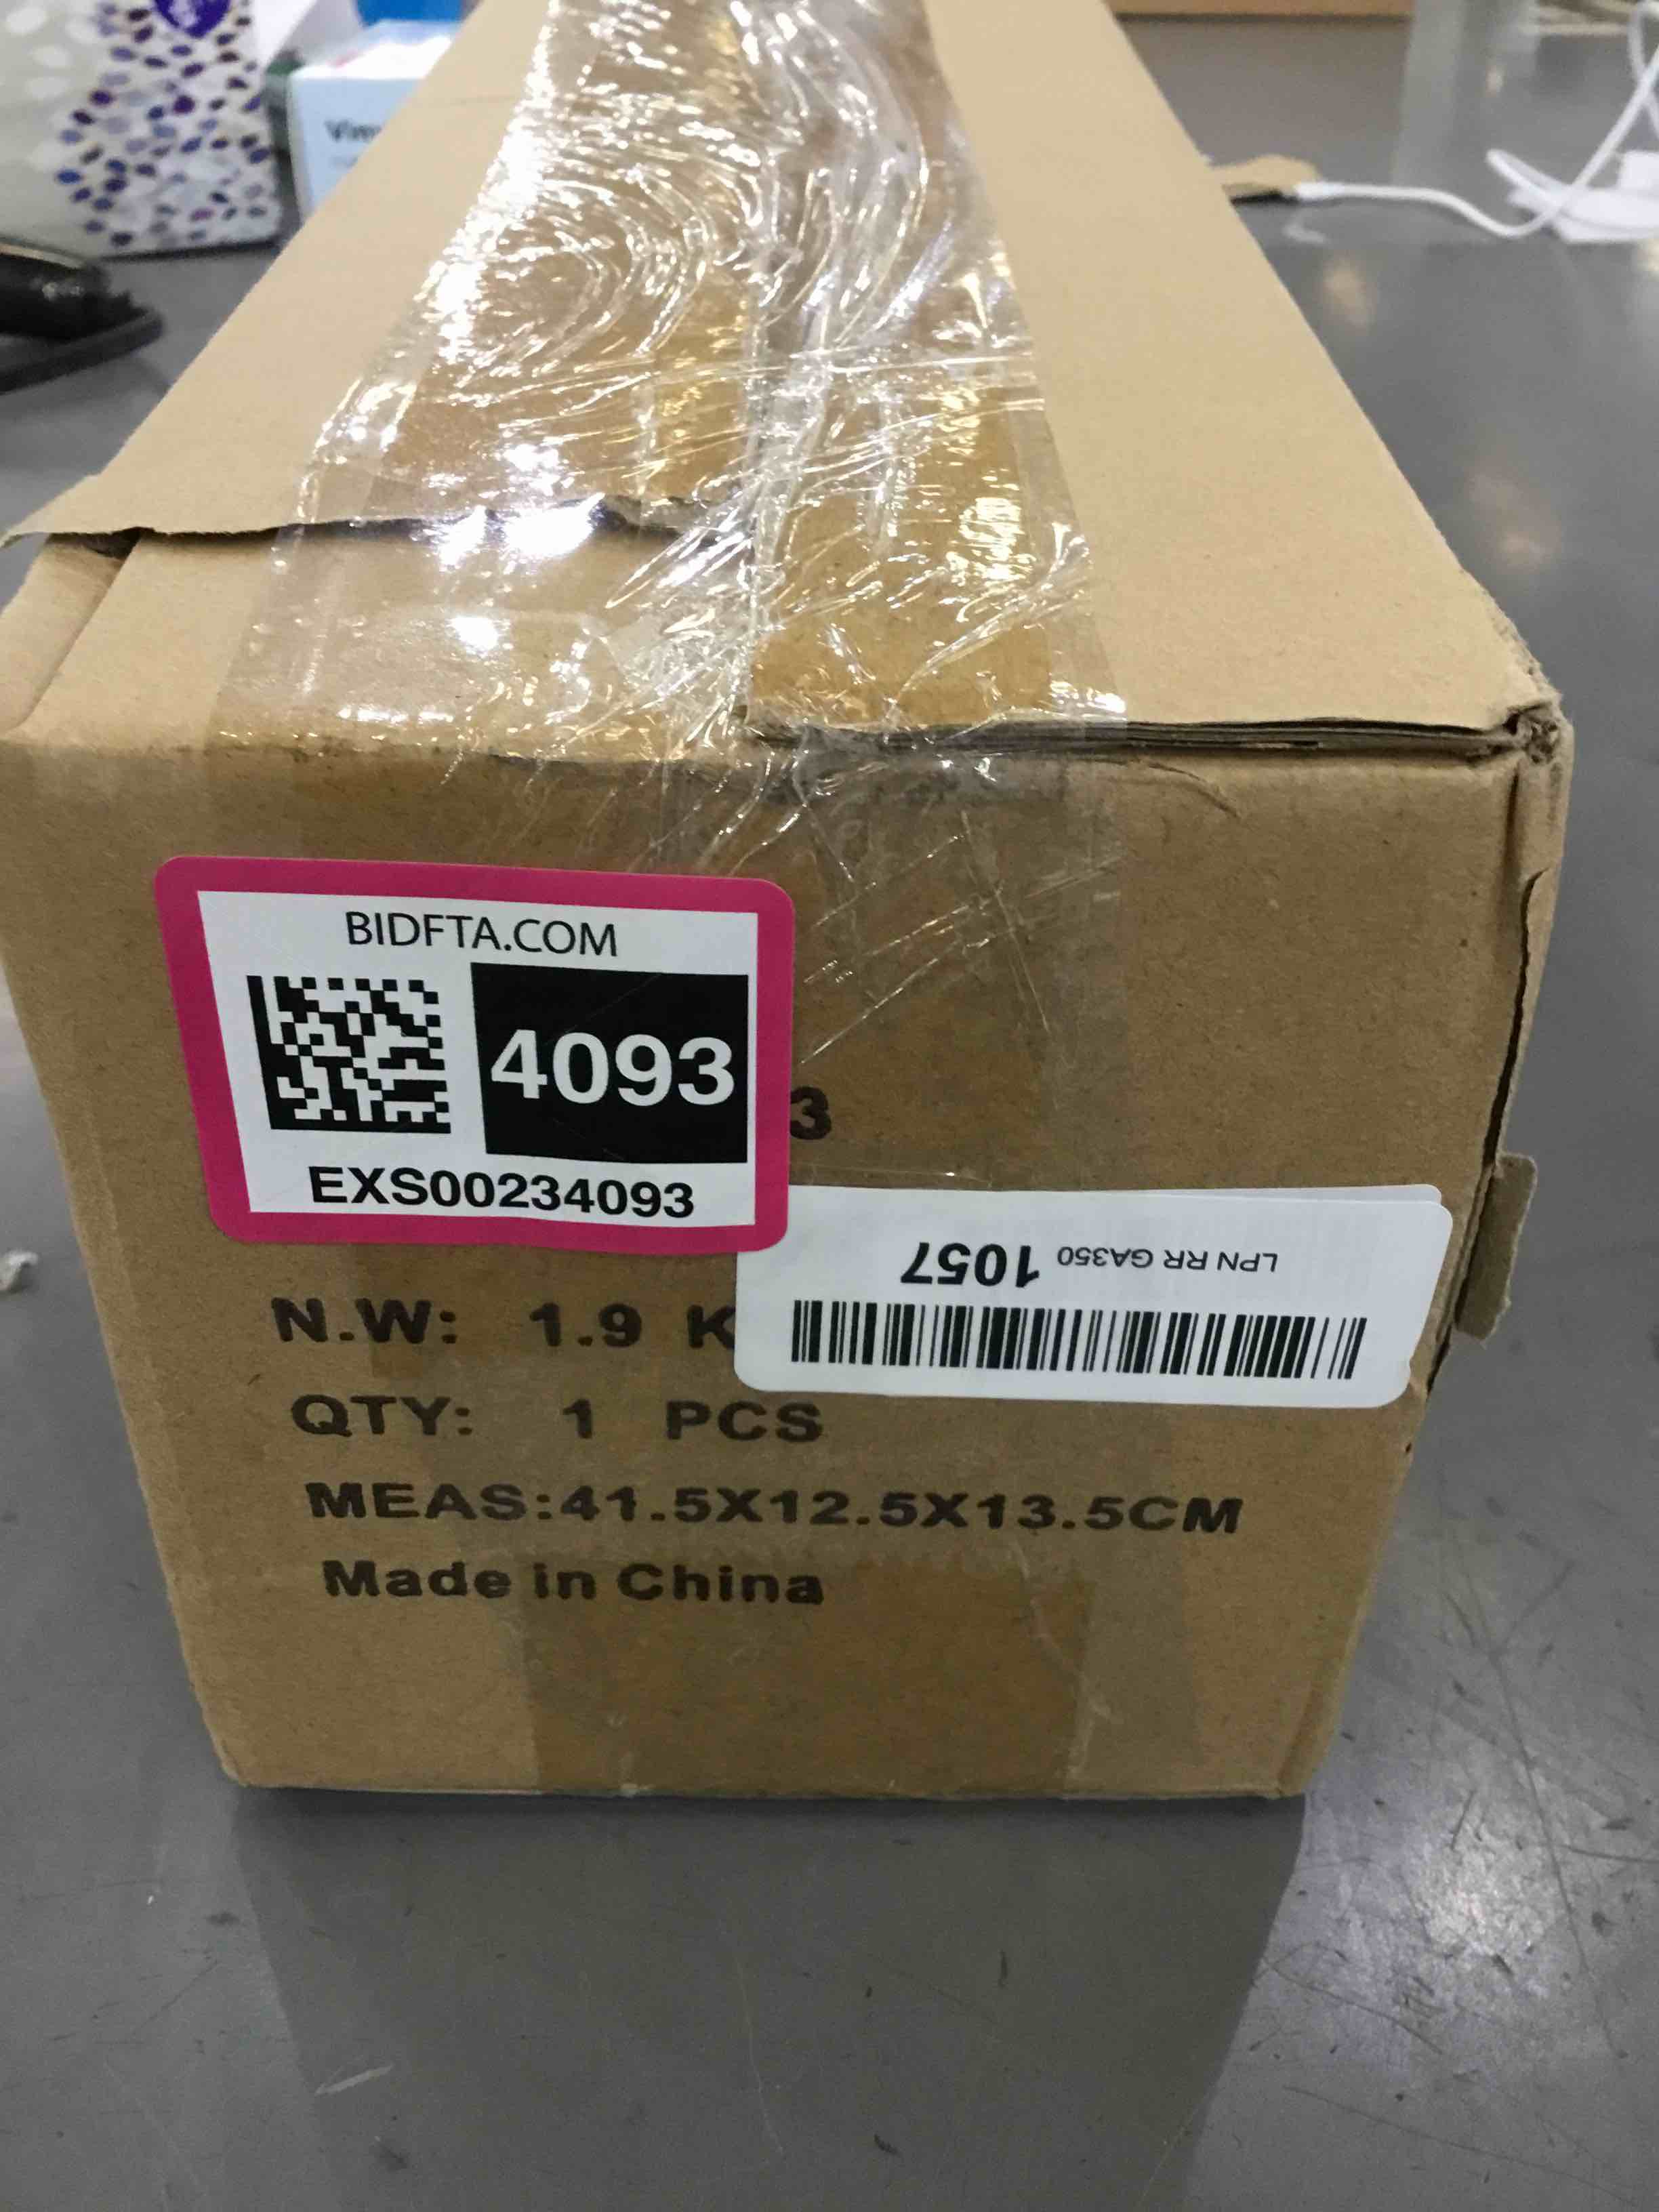 BIDFTA.COM
4093
EXS00234093
3
LPN RR GA350 1057
N.W: 1.9 K
QTY: 1 PCS
MEAS:41.5X12.5X13.5CM
Made in China